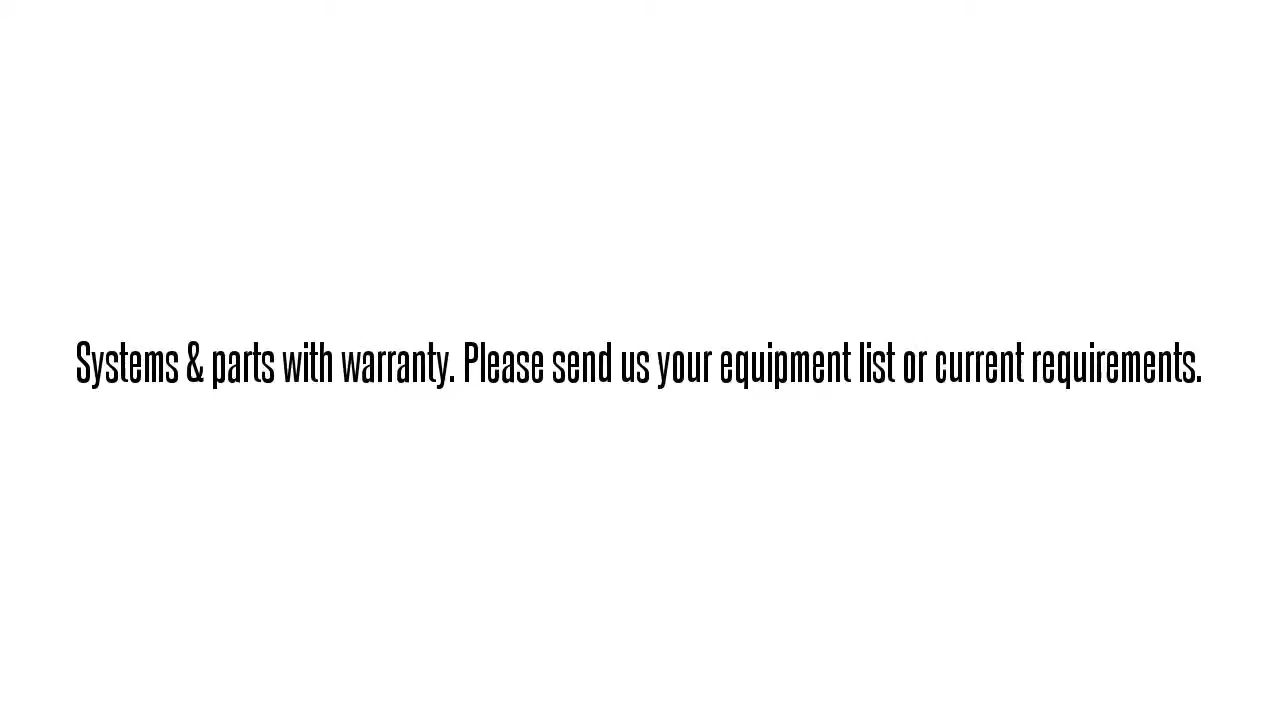 Systems & parts with warranty. Please send us your equipment list or current requirements.